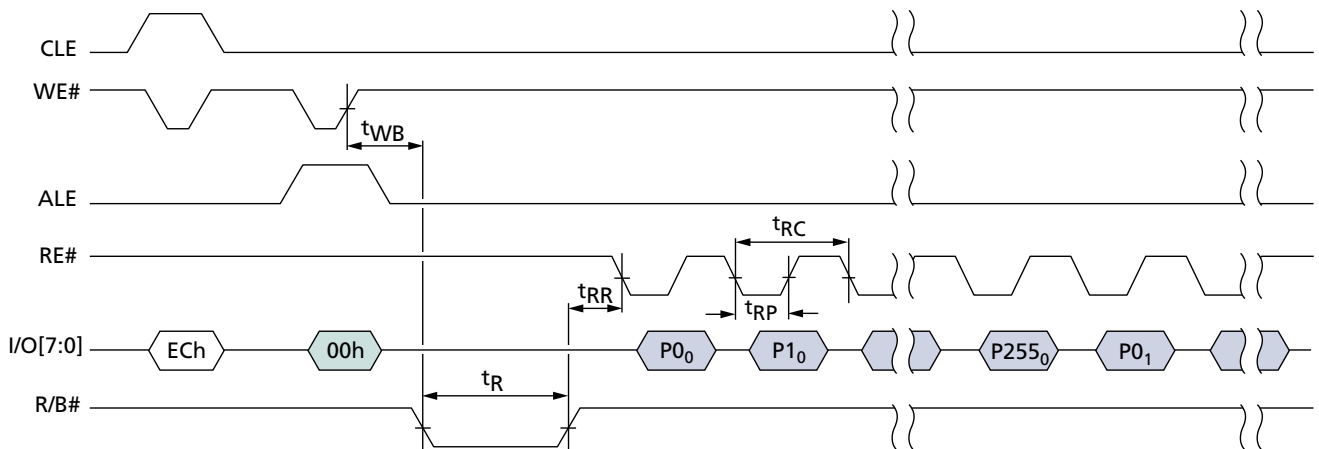 CLE
WE#
tWB
ALE
RE#
tRC
tRR
tRP
I/O[7:0]
ECh
00h
P0₀
P1₀
P255₀
P0₁
tR
R/B#